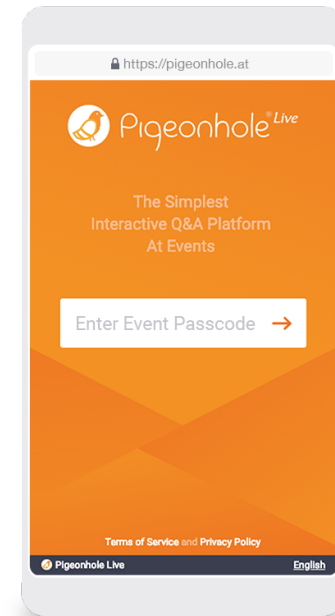 https://pigeonhole.at
Pigeonhole® Live
The Simplest
Interactive Q&A Platform
At Events
Enter Event Passcode →
Terms of Service and Privacy Policy
Pigeonhole Live English